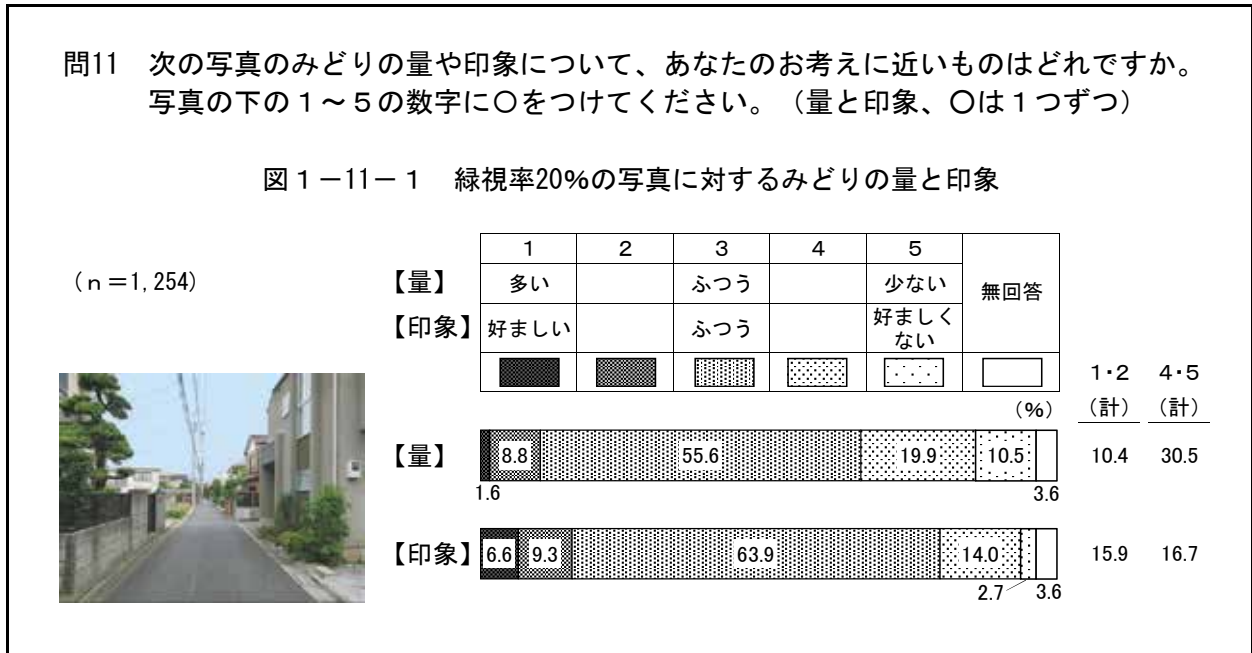 問11 次の写真のみどりの量や印象について、あなたのお考えに近いものはどれですか。
写真の下の1～5の数字に○をつけてください。（量と印象、○は1つずつ）
図1－11－1 緑視率20%の写真に対するみどりの量と印象
1 2 3 4 5
（ｎ＝1,254） 【量】 多い ふつう 少ない 無回答
【印象】 好ましい ふつう 好ましく
ない
1・2 4・5
（%） （計） （計）
【量】 8.8 55.6 19.9 10.5 10.4 30.5
1.6 3.6
【印象】 6.6 9.3 63.9 14.0 15.9 16.7
2.7 3.6